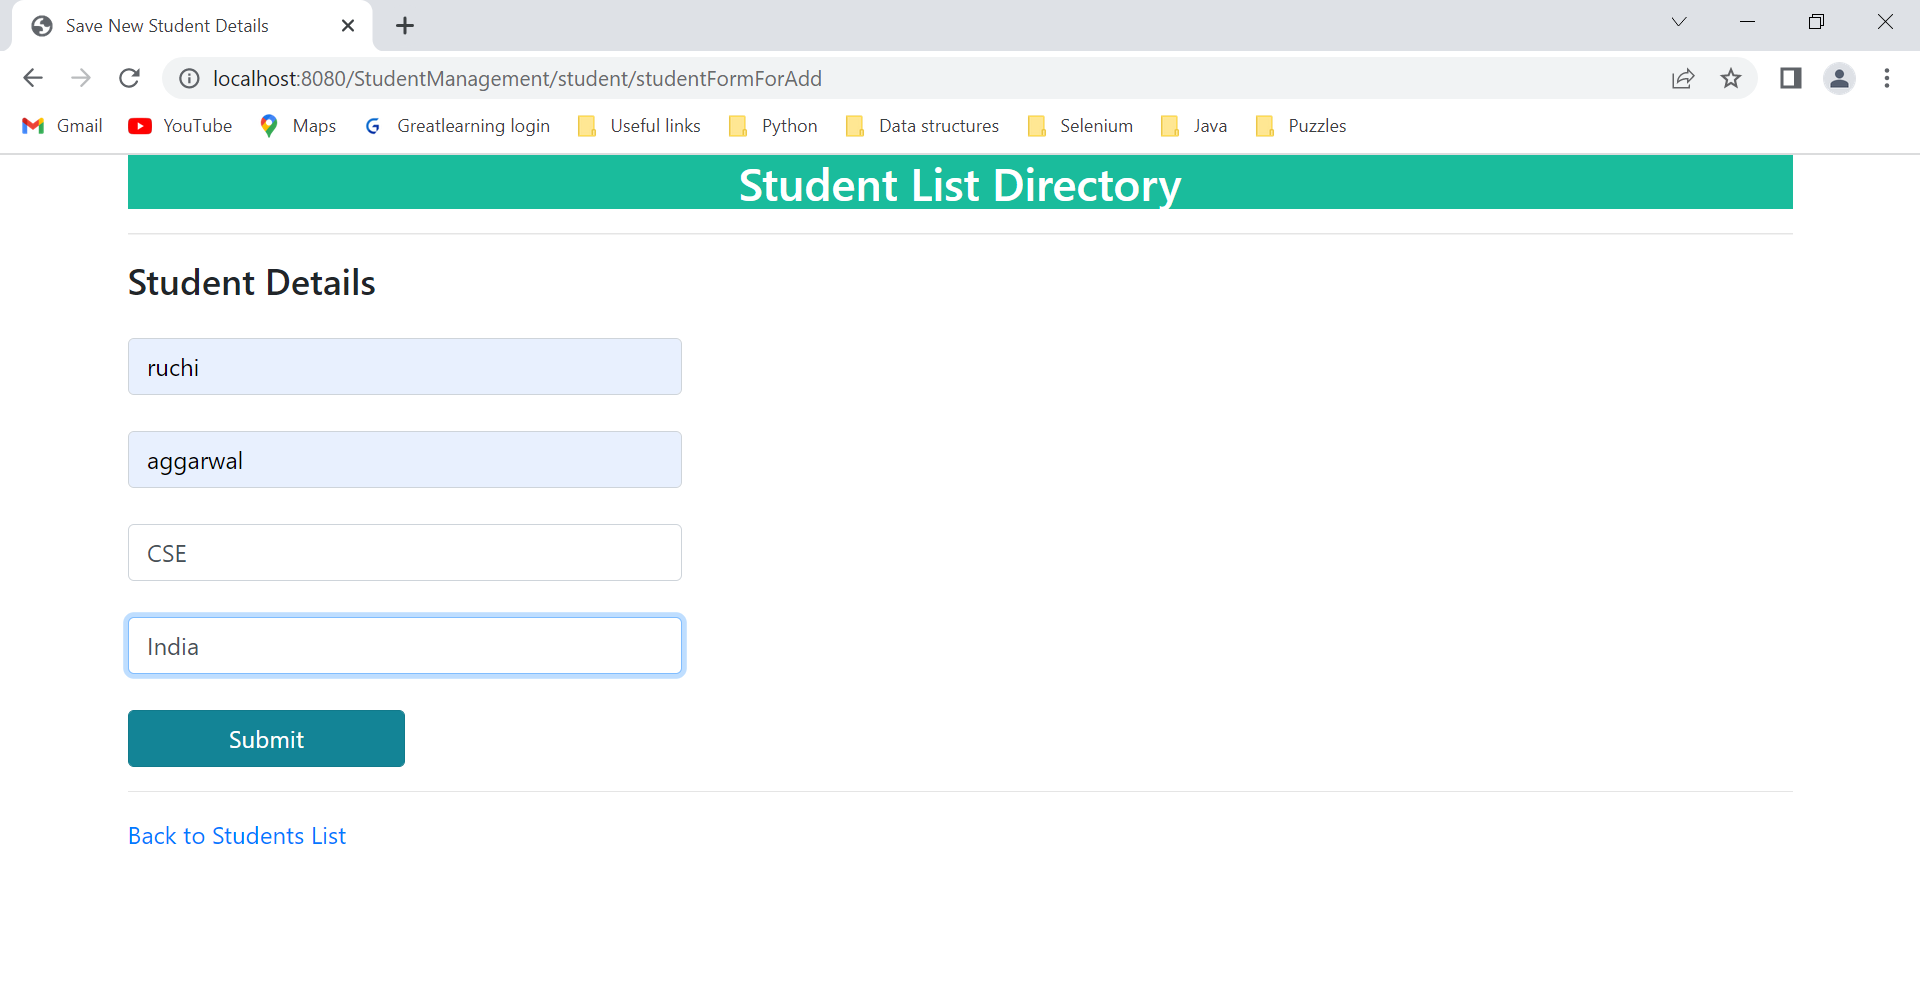 Save New Student Details
localhost:8080/StudentManagement/student/studentFormForAdd
Gmail YouTube Maps Greatlearning login Useful links Python Data structures Selenium Java Puzzles
Student List Directory
Student Details
ruchi
aggarwal
CSE
India
Submit
Back to Students List